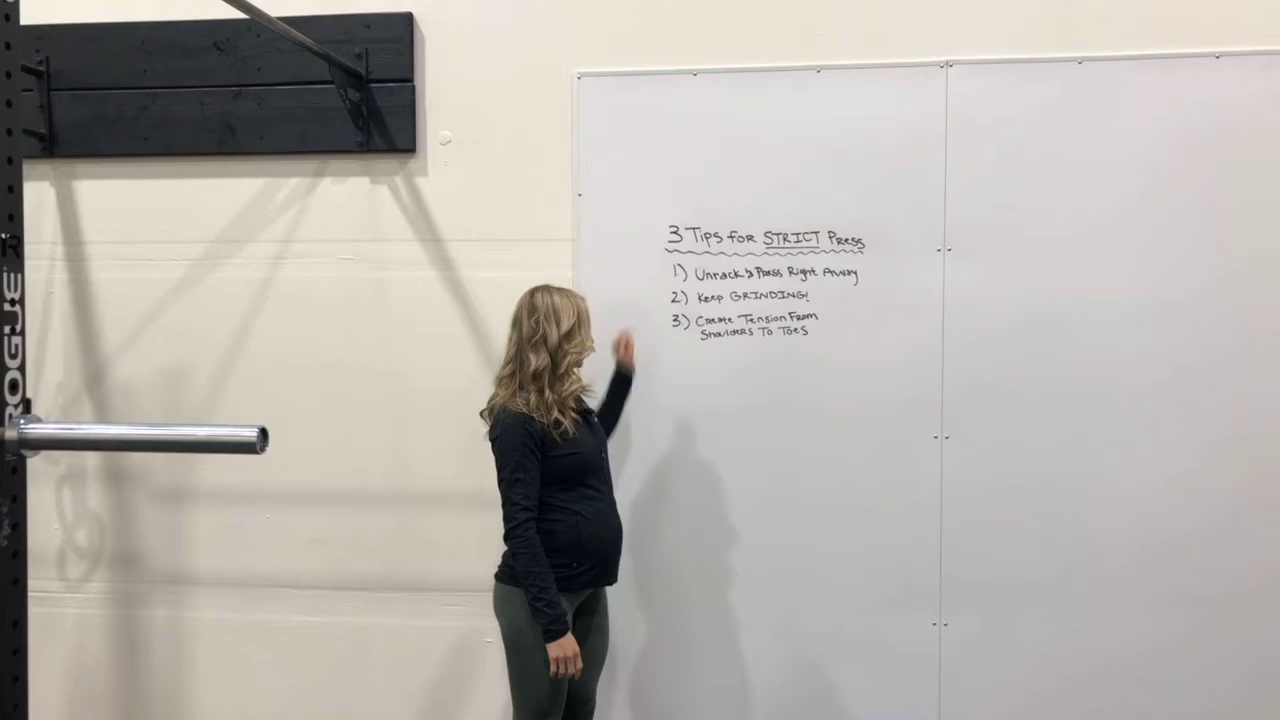 ROGUE
3 Tips for STRICT Press
1) Unrack & Press Right Away
2) Keep GRINDING!
3) Create Tension From
Shoulders To Toes